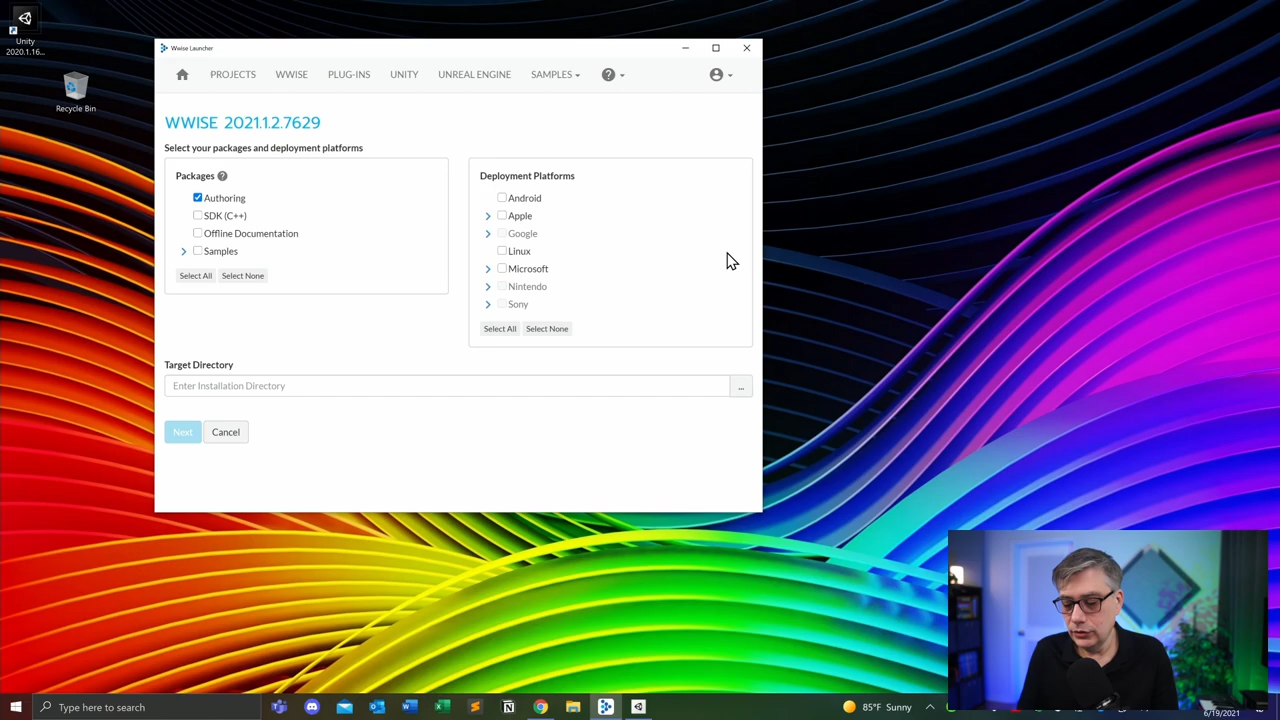 Unity
2020.1.16...
Recycle Bin
Wwise Launcher
PROJECTS
WWISE
PLUG-INS
UNITY
UNREAL ENGINE
SAMPLES
WWISE 2021.1.2.7629
Select your packages and deployment platforms
Packages
Authoring
SDK (C++)
Offline Documentation
Samples
Select All
Select None
Deployment Platforms
Android
Apple
Google
Linux
Microsoft
Nintendo
Sony
Select All
Select None
Target Directory
Enter Installation Directory
...
Next
Cancel
Type here to search
85°F Sunny
6/19/2021